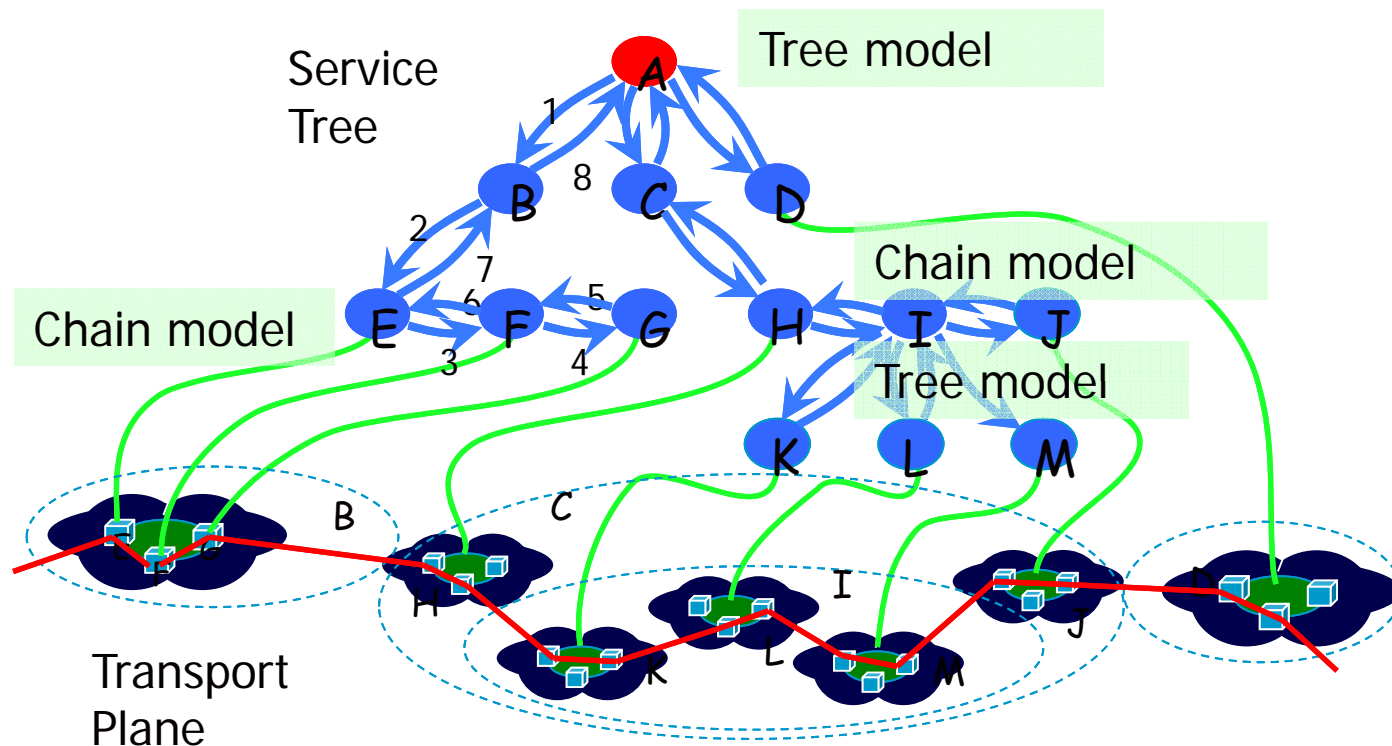 Service
Tree
A
Tree model
1
B
8
C
D
2
7
Chain model
Chain model
E
6
F
5
G
H
I
J
3
4
Tree model
K
L
M
B
C
E
F
G
H
I
D
J
K
L
M
Transport
Plane